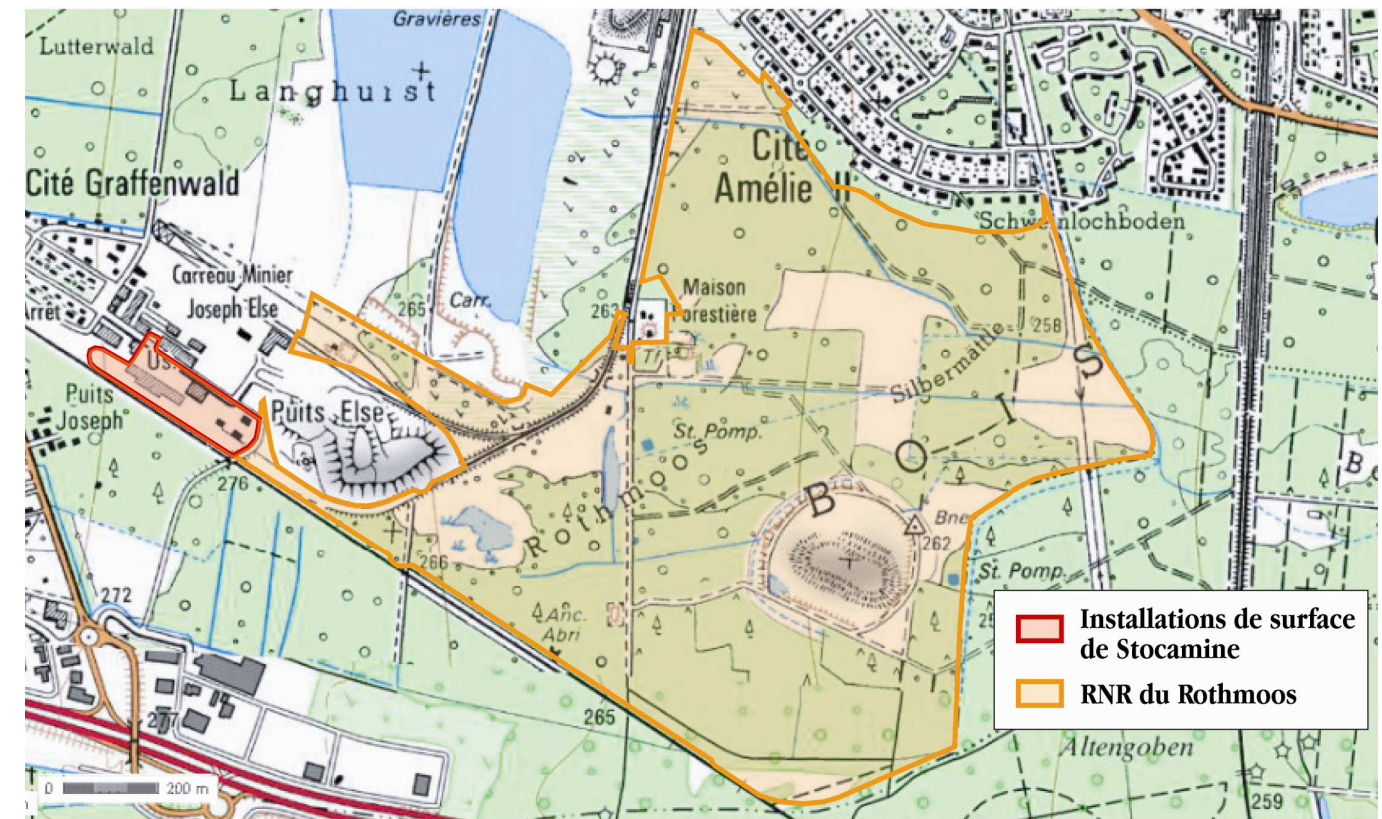 Gravières
Lutterwald
Langhurst
Cité
Amélie II
Cité Graffenwald
Schweinlochboden
Carreau Minier
Joseph Else
265
Carr.
263
Maison
Forestière
Arrêt
258
Us.
Tf
Silbermatte
S
Puits
Joseph
Puits Else
St. Pomp.
I
O
B
276
Rothmoos
Bne
262
266
St. Pomp.
272
Anc.
Abri
Installations de surface
de Stocamine
RNR du Rothmoos
277
265
Altengoben
0
200 m
259